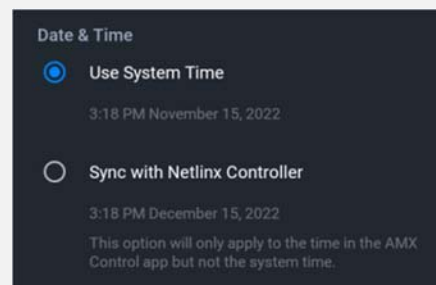 Date & Time
Use System Time
3:18 PM November 15, 2022
Sync with Netlinx Controller
3:18 PM December 15, 2022
This option will only apply to the time in the AMX
Control app but not the system time.